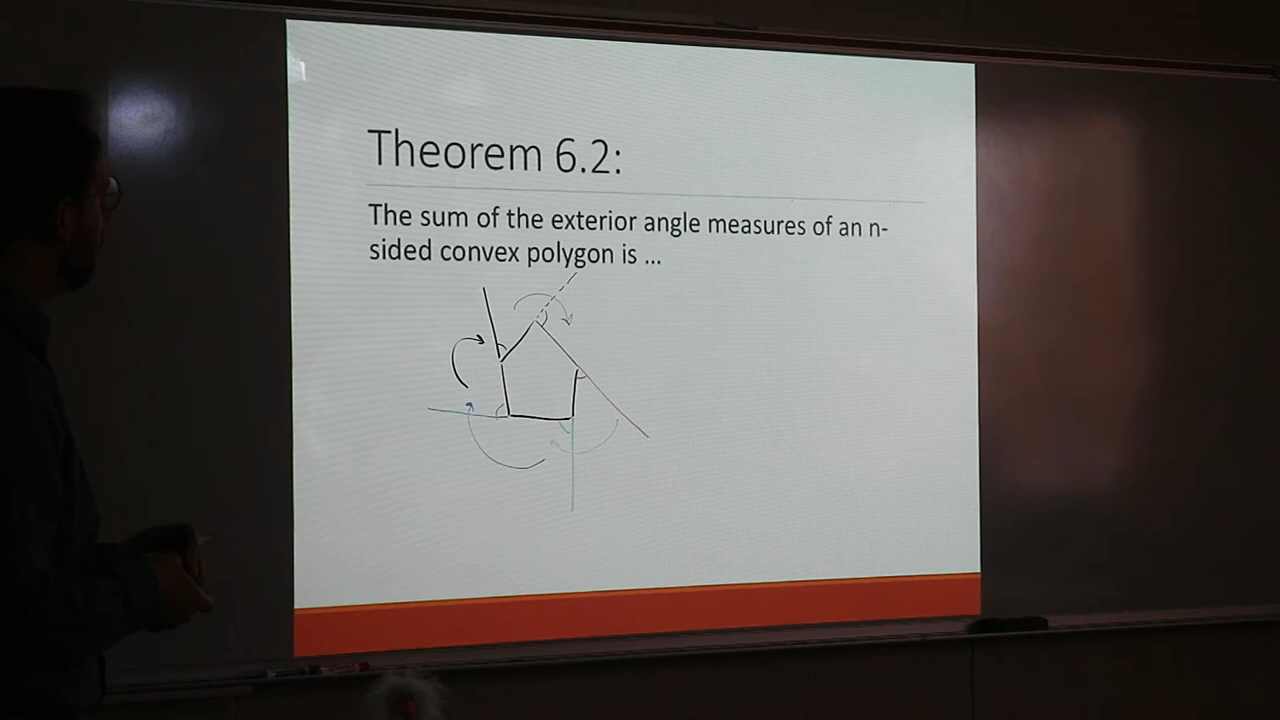 Theorem 6.2:
The sum of the exterior angle measures of an n-
sided convex polygon is ...